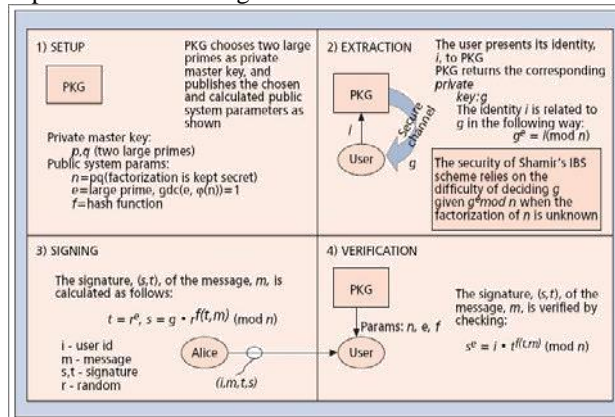 1) SETUP
PKG
PKG chooses two large
primes as private
master key, and
publishes the chosen
and calculated public
system parameters as
shown
Private master key:
p,q (two large primes)
Public system params:
n=pq(factorization is kept secret)
e=large prime, gdc(e, φ(n))=1
f=hash function
2) EXTRACTION
The user presents its identity,
i, to PKG
PKG returns the corresponding
private
key:g
The identity i is related to
g in the following way:
g^e = i(mod n)
PKG
i
Secure
channel
User
g
The security of Shamir's IBS
scheme relies on the
difficulty of deciding g
given g^e mod n when the
factorization of n is unknown
3) SIGNING
The signature, (s,t), of the message, m, is
calculated as follows:
t = r^e, s = g • r^f(t,m) (mod n)
i - user id
m - message
s,t - signature
r - random
Alice
(i,m,t,s)
4) VERIFICATION
PKG
Params: n, e, f
User
The signature, (s,t), of the
message, m, is verified by
checking:
s^e = i • t^f(t,m) (mod n)